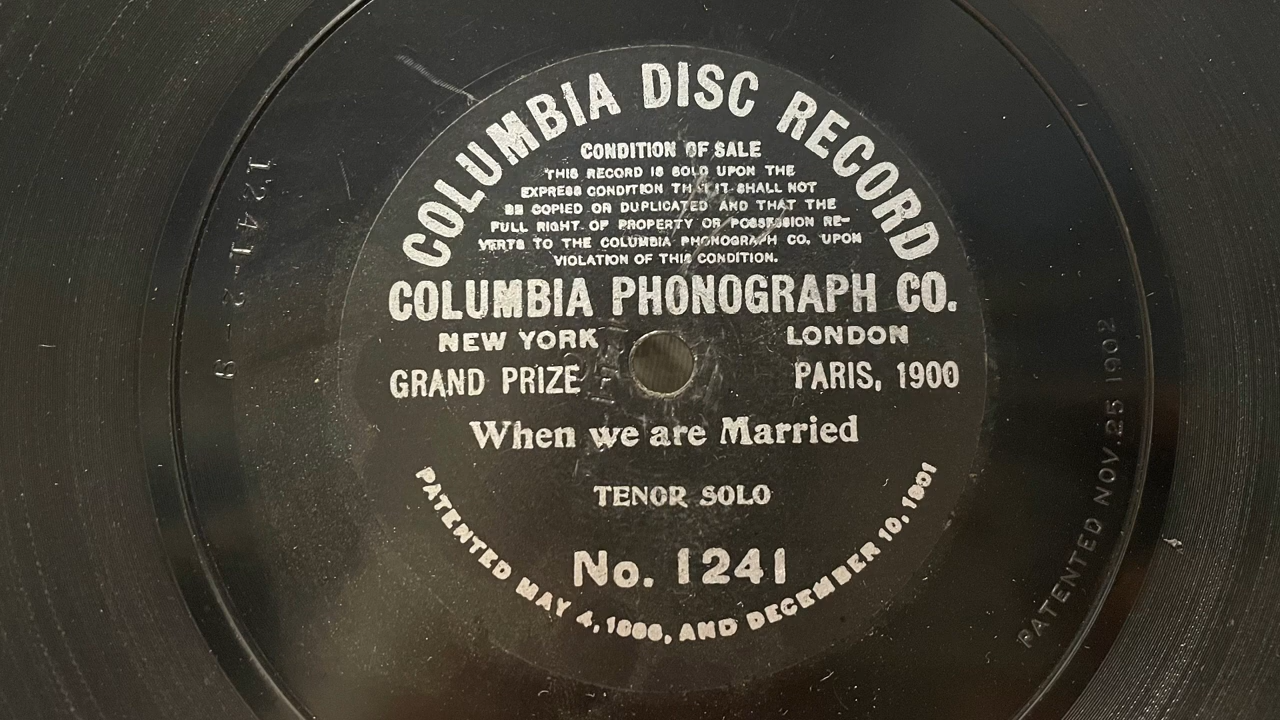 COLUMBIA DISC RECORD
CONDITION OF SALE
THIS RECORD IS SOLD UPON THE
EXPRESS CONDITION THAT IT SHALL NOT
BE COPIED OR DUPLICATED AND THAT THE
FULL RIGHT OF PROPERTY OR POSSESSION RE-
VERTS TO THE COLUMBIA PHONOGRAPH CO. UPON
VIOLATION OF THIS CONDITION.
COLUMBIA PHONOGRAPH CO.
NEW YORK LONDON
GRAND PRIZE PARIS, 1900
When we are Married
TENOR SOLO
No. 1241
PATENTED MAY 4, AND DECEMBER 10, 1901
1241-2 9
PATENTED NOV. 25 1902